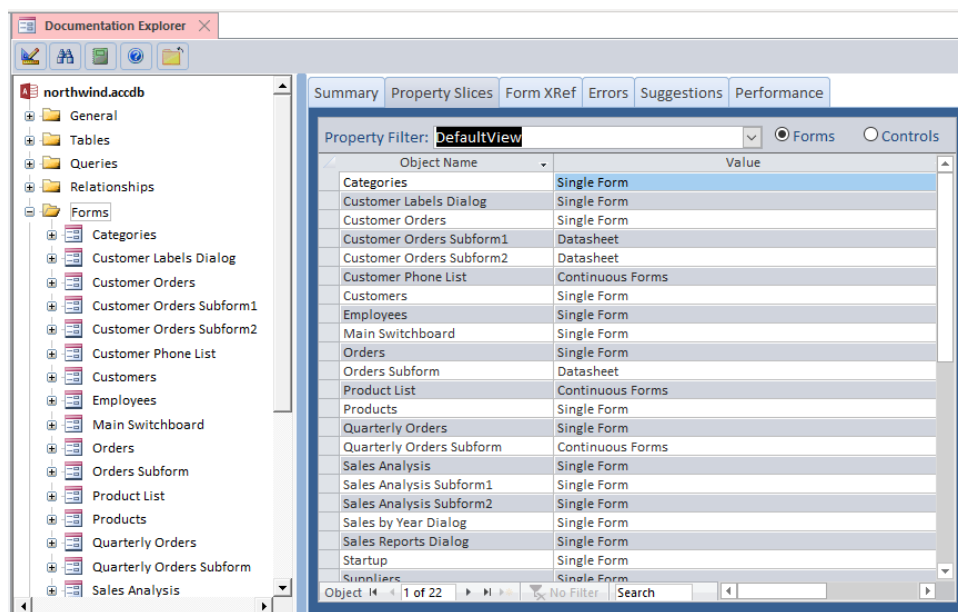 Documentation Explorer
northwind.accdb
General
Tables
Queries
Relationships
Forms
Categories
Customer Labels Dialog
Customer Orders
Customer Orders Subform1
Customer Orders Subform2
Customer Phone List
Customers
Employees
Main Switchboard
Orders
Orders Subform
Product List
Products
Quarterly Orders
Quarterly Orders Subform
Sales Analysis
Summary Property Slices Form XRef Errors Suggestions Performance
Property Filter: DefaultView Forms Controls
Object Name Value
Categories Single Form
Customer Labels Dialog Single Form
Customer Orders Single Form
Customer Orders Subform1 Datasheet
Customer Orders Subform2 Datasheet
Customer Phone List Continuous Forms
Customers Single Form
Employees Single Form
Main Switchboard Single Form
Orders Single Form
Orders Subform Datasheet
Product List Continuous Forms
Products Single Form
Quarterly Orders Single Form
Quarterly Orders Subform Continuous Forms
Sales Analysis Single Form
Sales Analysis Subform1 Single Form
Sales Analysis Subform2 Single Form
Sales by Year Dialog Single Form
Sales Reports Dialog Single Form
Startup Single Form
Suppliers Single Form
Object 1 of 22 No Filter Search